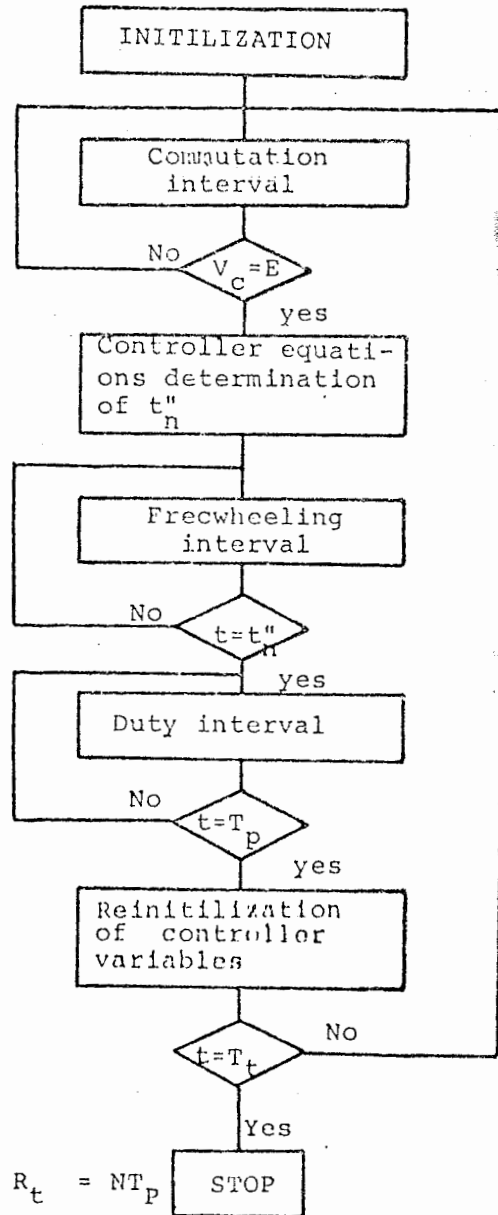 INITILIZATION
Commutation
interval
No
V_c=E
yes
Controller equati-
ons determination
of t"_n
Freewheeling
interval
No
t=t"_n
yes
Duty interval
No
t=T_p
yes
Reinitilization
of controller
variables
No
t=T_t
Yes
R_t = NT_P
STOP